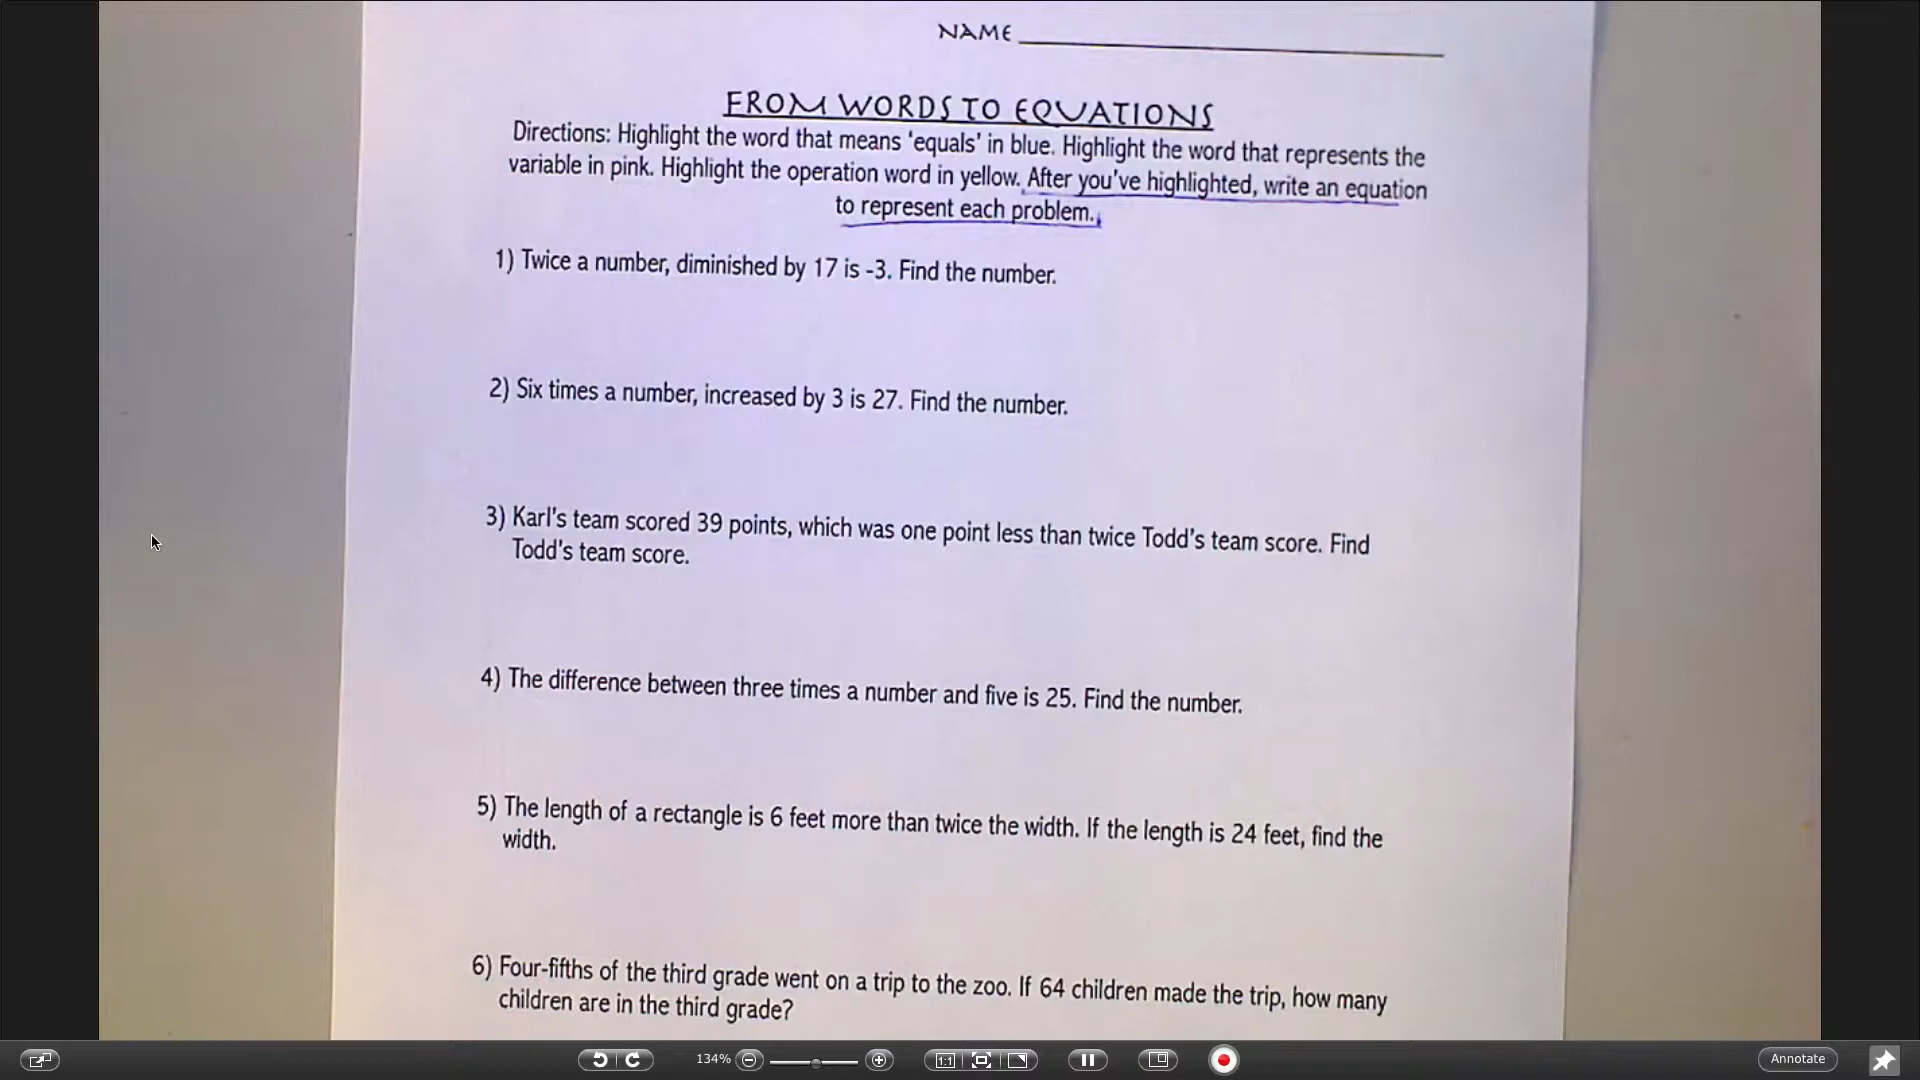 NAME
FROM WORDS TO EQUATIONS
Directions: Highlight the word that means 'equals' in blue. Highlight the word that represents the
variable in pink. Highlight the operation word in yellow. After you've highlighted, write an equation
to represent each problem.
1) Twice a number, diminished by 17 is -3. Find the number.
2) Six times a number, increased by 3 is 27. Find the number.
3) Karl's team scored 39 points, which was one point less than twice Todd's team score. Find
Todd's team score.
4) The difference between three times a number and five is 25. Find the number.
5) The length of a rectangle is 6 feet more than twice the width. If the length is 24 feet, find the
width.
6) Four-fifths of the third grade went on a trip to the zoo. If 64 children made the trip, how many
children are in the third grade?
134% 1:1 Annotate